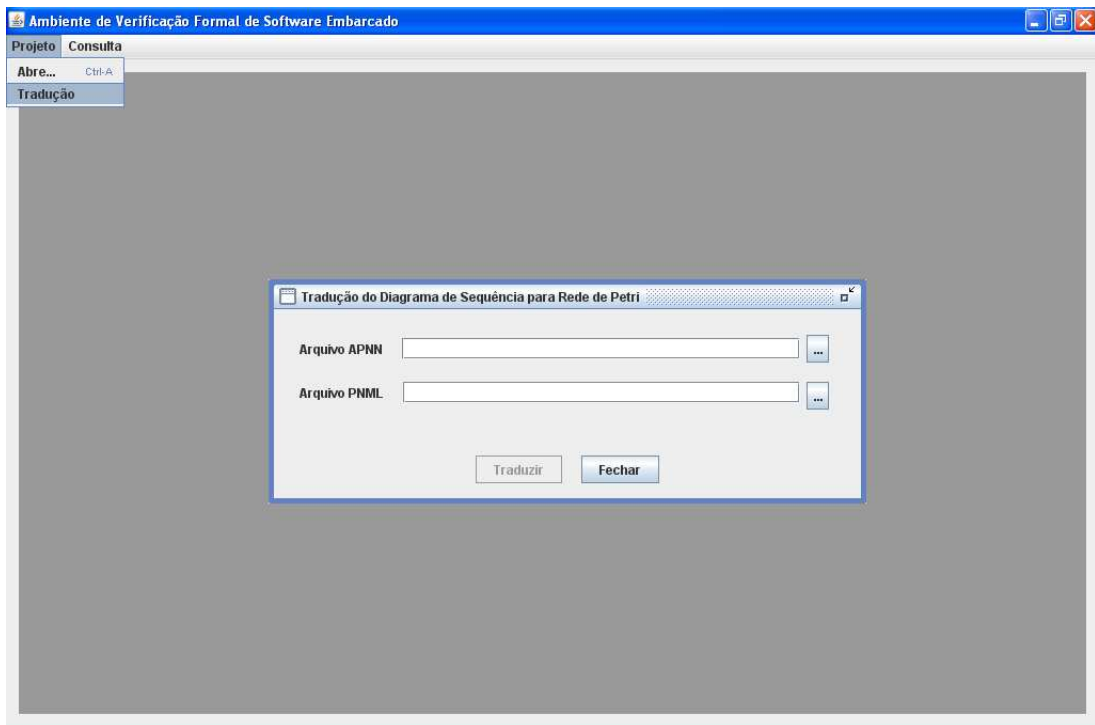 Ambiente de Verificação Formal de Software Embarcado
Projeto Consulta
Abre... Ctrl-A
Tradução
Tradução do Diagrama de Sequência para Rede de Petri
Arquivo APNN ...
Arquivo PNML ...
Traduzir Fechar